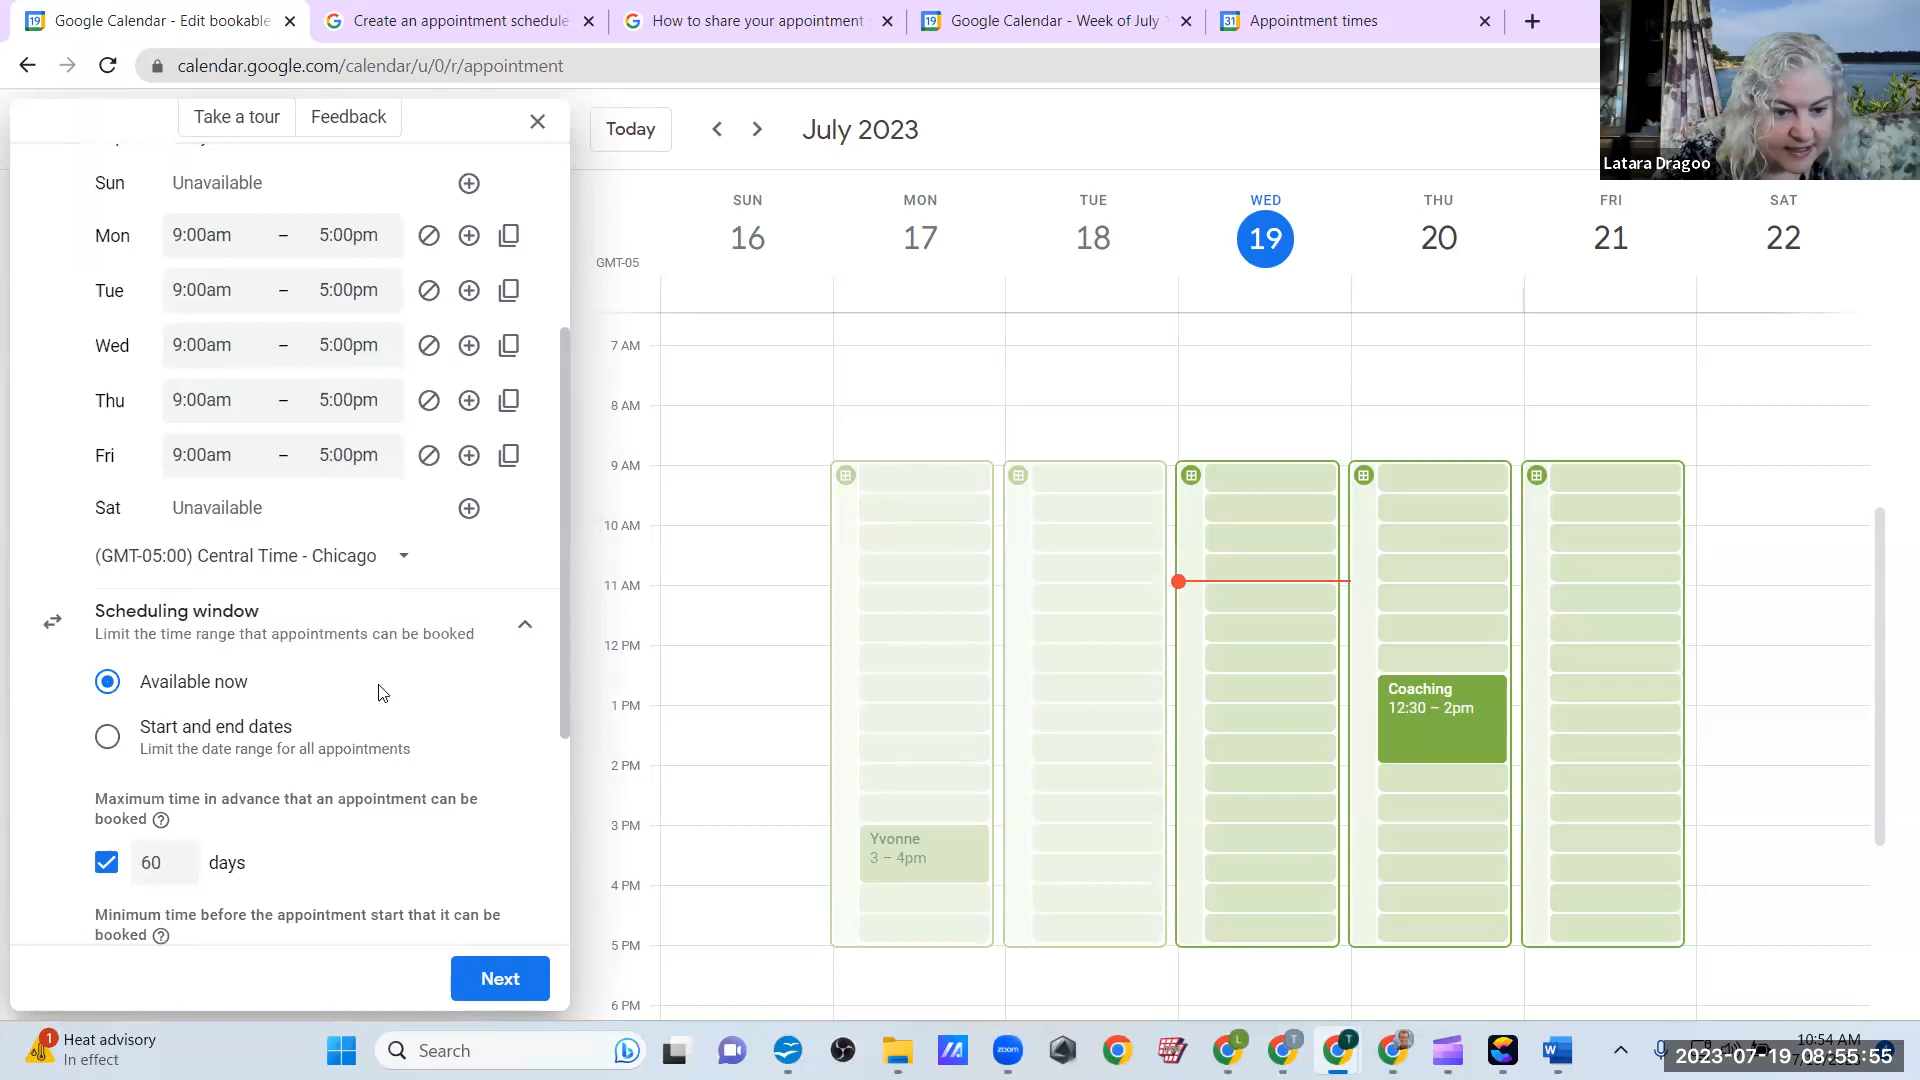 Google Calendar - Edit bookable
Create an appointment schedule
How to share your appointment
Google Calendar - Week of July
Appointment times
calendar.google.com/calendar/u/0/r/appointment
Take a tour
Feedback
Today
July 2023
Latara Dragoo
Sun Unavailable
Mon 9:00am – 5:00pm
Tue 9:00am – 5:00pm
Wed 9:00am – 5:00pm
Thu 9:00am – 5:00pm
Fri 9:00am – 5:00pm
Sat Unavailable
(GMT-05:00) Central Time - Chicago
Scheduling window
Limit the time range that appointments can be booked
Available now
Start and end dates
Limit the date range for all appointments
Maximum time in advance that an appointment can be
booked
60 days
Minimum time before the appointment start that it can be
booked
Next
GMT-05
SUN MON TUE WED THU FRI SAT
16 17 18 19 20 21 22
7 AM
8 AM
9 AM
10 AM
11 AM
12 PM
1 PM
2 PM
3 PM
4 PM
5 PM
6 PM
Yvonne
3 – 4pm
Coaching
12:30 – 2pm
1
Heat advisory
In effect
Search
zoom
10:54 AM
2023-07-19 08:55:55